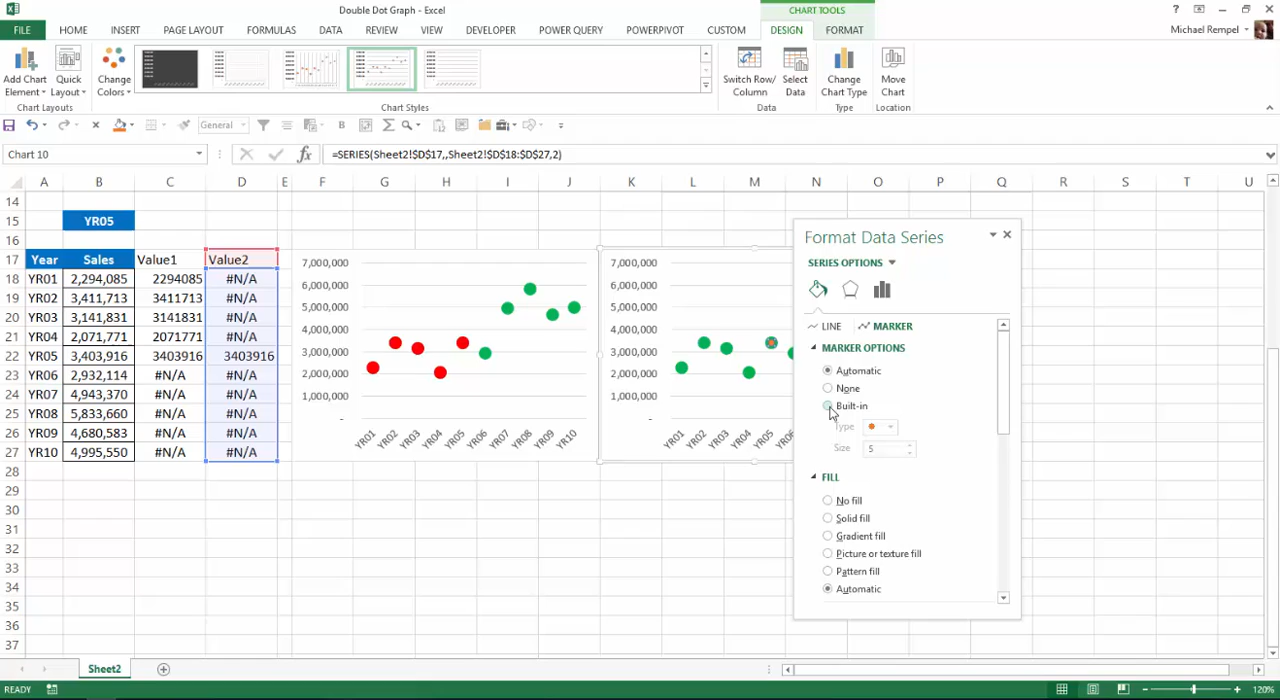 Double Dot Graph - Excel
CHART TOOLS
FILE HOME INSERT PAGE LAYOUT FORMULAS DATA REVIEW VIEW DEVELOPER POWER QUERY POWERPIVOT CUSTOM DESIGN FORMAT Michael Rempel
Add Chart Element Quick Layout Change Colors Switch Row/ Column Select Data Change Chart Type Move Chart
Chart Layouts Chart Styles Data Type Location
General
Chart 10 fx =SERIES(Sheet2!$D$17,,Sheet2!$D$18:$D$27,2)
A B C D E F G H I J K L M N O P Q R S T U
14
15 YR05
16
17 Year Sales Value1 Value2
18 YR01 2,294,085 2294085 #N/A
19 YR02 3,411,713 3411713 #N/A
20 YR03 3,141,831 3141831 #N/A
21 YR04 2,071,771 2071771 #N/A
22 YR05 3,403,916 3403916 3403916
23 YR06 2,932,114 #N/A #N/A
24 YR07 4,943,370 #N/A #N/A
25 YR08 5,833,660 #N/A #N/A
26 YR09 4,680,583 #N/A #N/A
27 YR10 4,995,550 #N/A #N/A
28
29
30
31
32
33
34
35
36
37
7,000,000
6,000,000
5,000,000
4,000,000
3,000,000
2,000,000
1,000,000
-
YR01 YR02 YR03 YR04 YR05 YR06 YR07 YR08 YR09 YR10
7,000,000
6,000,000
5,000,000
4,000,000
3,000,000
2,000,000
1,000,000
-
YR01 YR02 YR03 YR04 YR05 YR06
Format Data Series
SERIES OPTIONS
LINE MARKER
MARKER OPTIONS
Automatic
None
Built-in
Type
Size 5
FILL
No fill
Solid fill
Gradient fill
Picture or texture fill
Pattern fill
Automatic
Sheet2
READY 120%